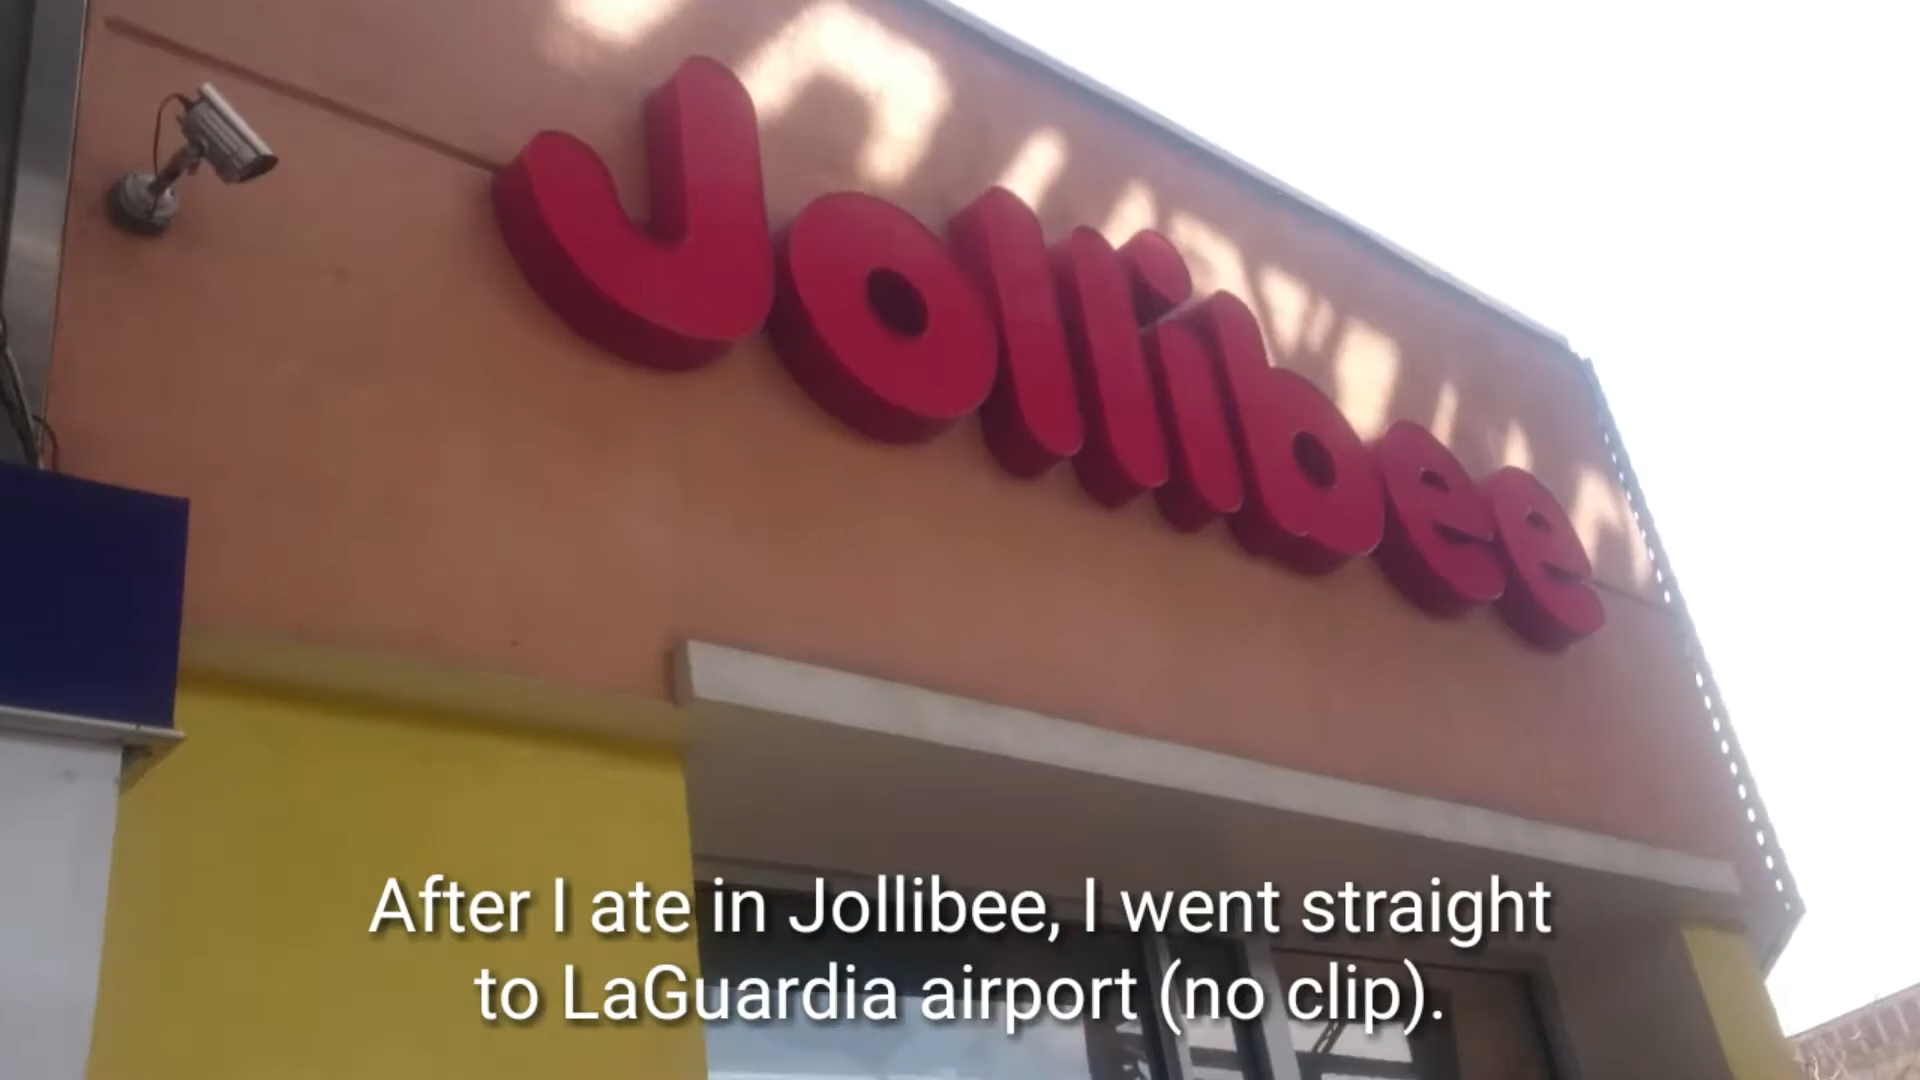 Jollibee
After I ate in Jollibee, I went straight
to LaGuardia airport (no clip).